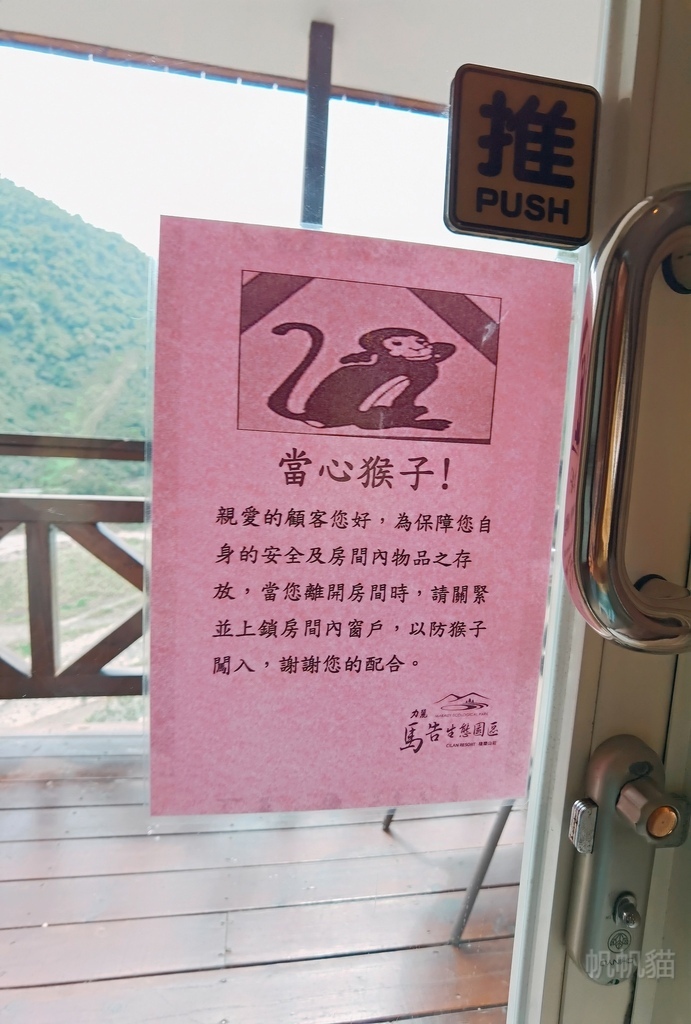 推
PUSH
當心猴子!
親愛的顧客您好，為保障您自
身的安全及房間內物品之存
放，當您離開房間時，請關緊
並上鎖房間內窗戶，以防猴子
闖入，謝謝您的配合。
力麗
馬告生態園區
帆帆貓